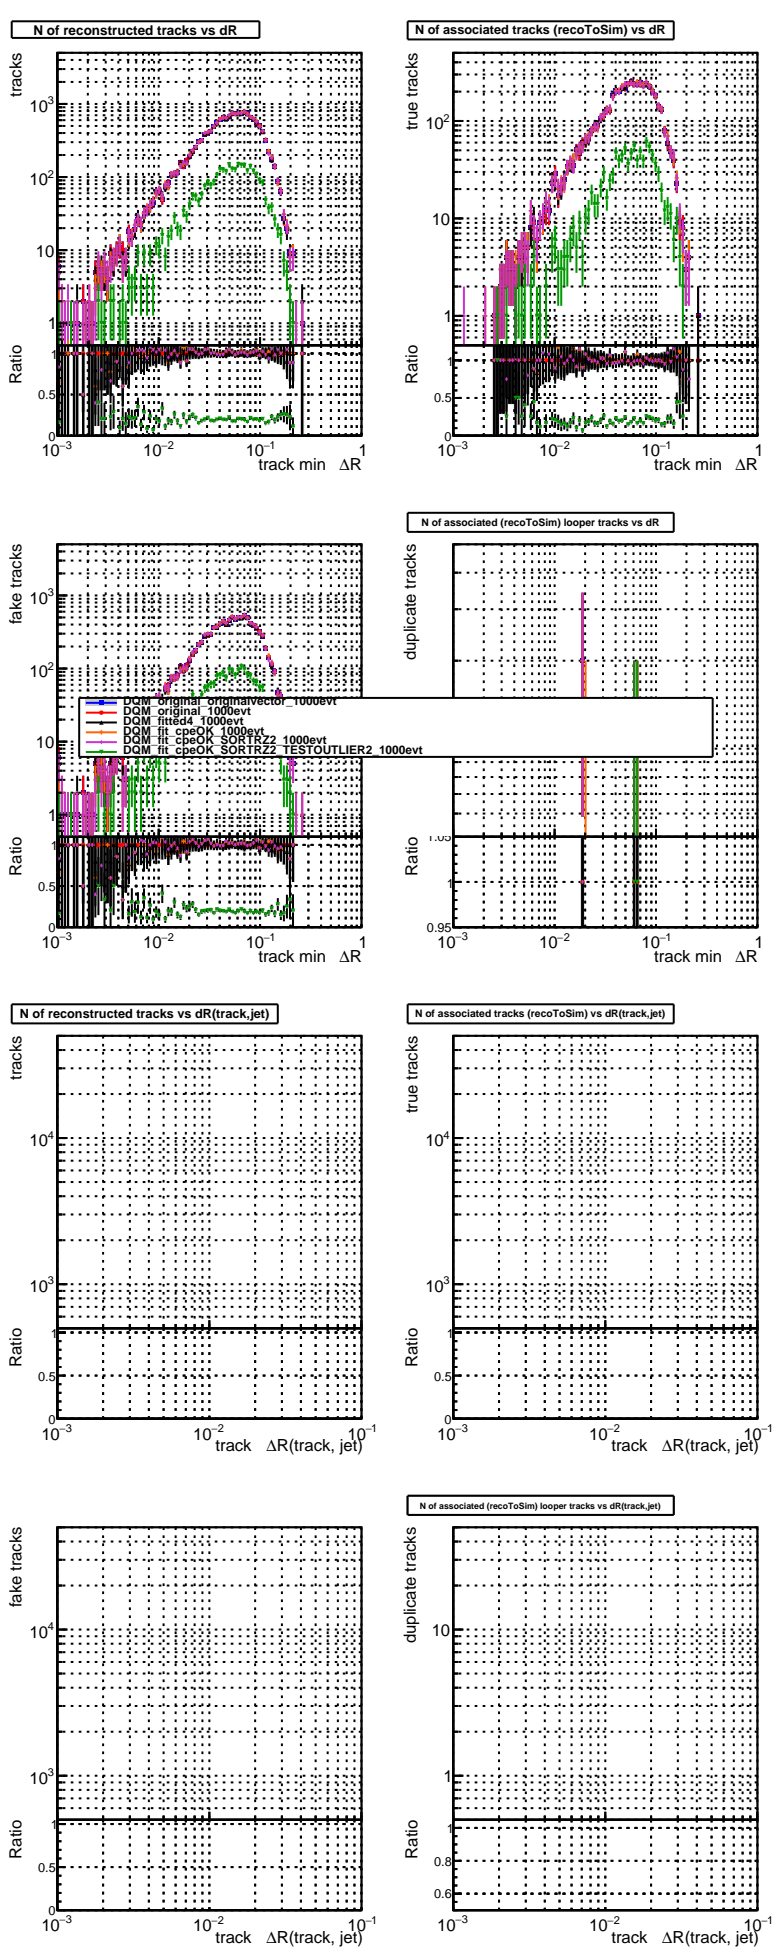 N of reconstructed tracks vs dR
tracks
10³
10²
10
1
Ratio
1
0.5
0
10⁻³ 10⁻² 10⁻¹ 1
track min ΔR
N of associated tracks (recoToSim) vs dR
true tracks
10²
10
1
Ratio
1
0.5
0
10⁻³ 10⁻² 10⁻¹ 1
track min ΔR
fake tracks
10³
10²
10
1
Ratio
1
0.5
0
10⁻³ 10⁻² 10⁻¹ 1
track min ΔR
N of associated (recoToSim) looper tracks vs dR
duplicate tracks
Ratio
1.05
1
0.95
10⁻³ 10⁻² 10⁻¹ 1
track min ΔR
DQM_original_originalvector_1000evt
DQM_original_1000evt
DQM_fitted4_1000evt
DQM_fit_cpeOK_1000evt
DQM_fit_cpeOK_SORTRZ2_1000evt
DQM_fit_cpeOK_SORTRZ2_TESTOUTLIER2_1000evt
N of reconstructed tracks vs dR(track,jet)
tracks
10⁴
10³
Ratio
1
0.5
0
10⁻³ 10⁻² 10⁻¹
track ΔR(track, jet)
N of associated tracks (recoToSim) vs dR(track,jet)
true tracks
10⁴
10³
Ratio
1
0.5
0
10⁻³ 10⁻² 10⁻¹
track ΔR(track, jet)
fake tracks
10⁴
10³
Ratio
1
0.5
0
10⁻³ 10⁻² 10⁻¹
track ΔR(track, jet)
N of associated (recoToSim) looper tracks vs dR(track,jet)
duplicate tracks
10
1
Ratio
1
0.8
0.6
10⁻³ 10⁻² 10⁻¹
track ΔR(track, jet)